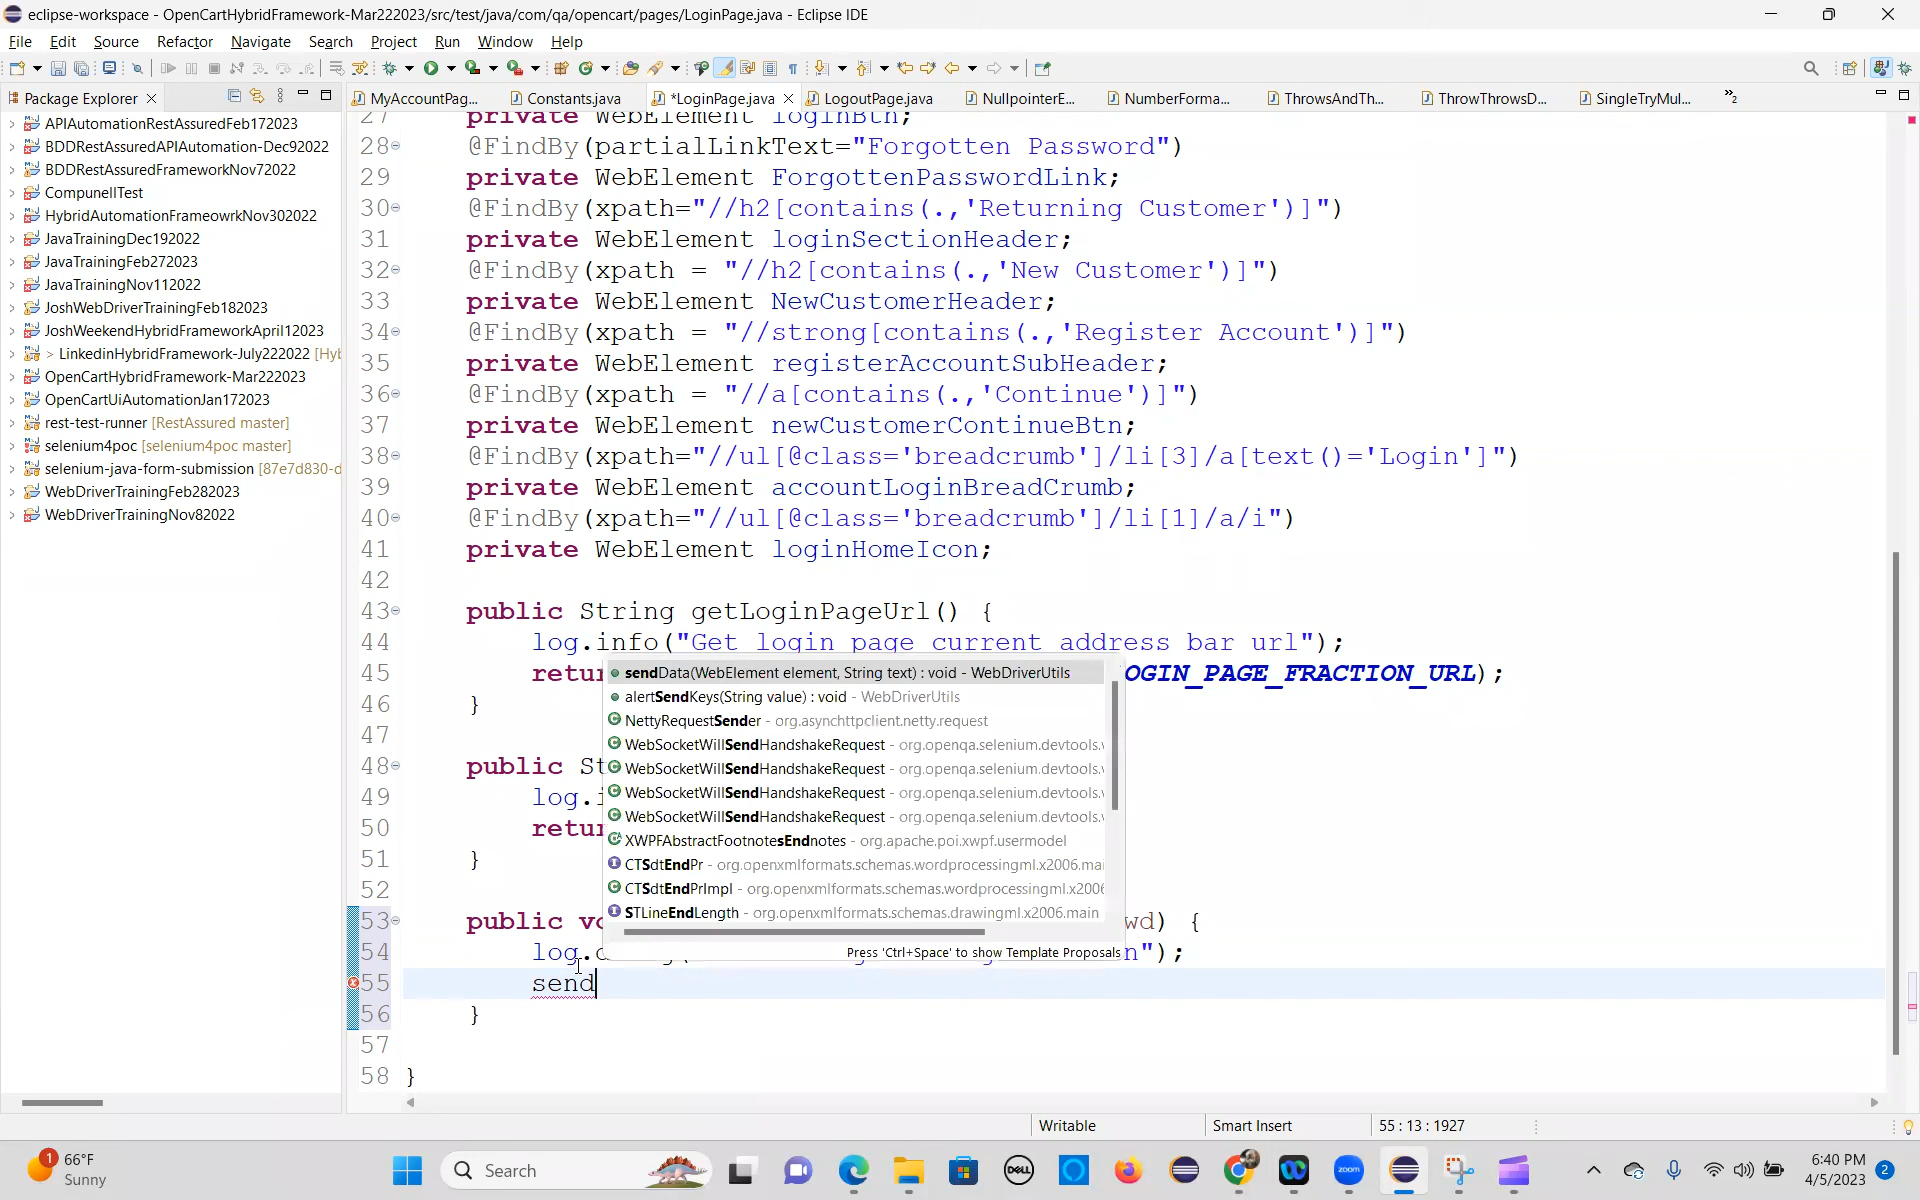 eclipse-workspace - OpenCartHybridFramework-Mar222023/src/test/java/com/qa/opencart/pages/LoginPage.java - Eclipse IDE
File Edit Source Refactor Navigate Search Project Run Window Help
Package Explorer
MyAccountPag... Constants.java *LoginPage.java LogoutPage.java NullpointerE... NumberForma... ThrowsAndTh... ThrowThrowsD... SingleTryMul... »2
APIAutomationRestAssuredFeb172023
BDDRestAssuredAPIAutomation-Dec92022
BDDRestAssuredFrameworkNov72022
CompunellTest
HybridAutomationFrameowrkNov302022
JavaTrainingDec192022
JavaTrainingFeb272023
JavaTrainingNov112022
JoshWebDriverTrainingFeb182023
JoshWeekendHybridFrameworkApril12023
> LinkedinHybridFramework-July222022 [Hyb
OpenCartHybridFramework-Mar222023
OpenCartUiAutomationJan172023
rest-test-runner [RestAssured master]
selenium4poc [selenium4poc master]
selenium-java-form-submission [87e7d830-d
WebDriverTrainingFeb282023
WebDriverTrainingNov82022
27 private WebElement loginBtn;
28 @FindBy(partialLinkText="Forgotten Password")
29 private WebElement ForgottenPasswordLink;
30 @FindBy(xpath="//h2[contains(.,'Returning Customer')]")
31 private WebElement loginSectionHeader;
32 @FindBy(xpath = "//h2[contains(.,'New Customer')]")
33 private WebElement NewCustomerHeader;
34 @FindBy(xpath = "//strong[contains(.,'Register Account')]")
35 private WebElement registerAccountSubHeader;
36 @FindBy(xpath = "//a[contains(.,'Continue')]")
37 private WebElement newCustomerContinueBtn;
38 @FindBy(xpath="//ul[@class='breadcrumb']/li[3]/a[text()='Login']")
39 private WebElement accountLoginBreadCrumb;
40 @FindBy(xpath="//ul[@class='breadcrumb']/li[1]/a/i")
41 private WebElement loginHomeIcon;
42
43 public String getLoginPageUrl() {
44 log.info("Get login page current address bar url");
45 retur OGIN_PAGE_FRACTION_URL);
46 }
47
48 public St
49 log.i
50 retur
51 }
52
53 public vo wd) {
54 log. n");
55 send
56 }
57
58 }
sendData(WebElement element, String text) : void - WebDriverUtils
alertSendKeys(String value) : void - WebDriverUtils
NettyRequestSender - org.asynchttpclient.netty.request
WebSocketWillSendHandshakeRequest - org.openqa.selenium.devtools.v
WebSocketWillSendHandshakeRequest - org.openqa.selenium.devtools.v
WebSocketWillSendHandshakeRequest - org.openqa.selenium.devtools.v
WebSocketWillSendHandshakeRequest - org.openqa.selenium.devtools.v
XWPFAbstractFootnotesEndnotes - org.apache.poi.xwpf.usermodel
CTSdtEndPr - org.openxmlformats.schemas.wordprocessingml.x2006.mai
CTSdtEndPrImpl - org.openxmlformats.schemas.wordprocessingml.x2006
STLineEndLength - org.openxmlformats.schemas.drawingml.x2006.main
Press 'Ctrl+Space' to show Template Proposals
Writable Smart Insert 55 : 13 : 1927
1 66°F
Sunny
Search
DELL
zoom
6:40 PM
4/5/2023
2